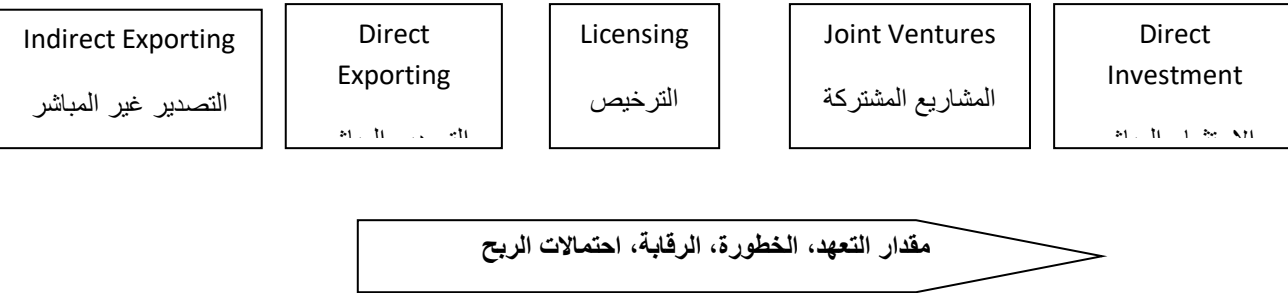 Indirect Exporting
التصدير غير المباشر
Direct
Exporting
Licensing
الترخيص
Joint Ventures
المشاريع المشتركة
Direct
Investment
مقدار التعهد، الخطورة، الرقابة، احتمالات الربح